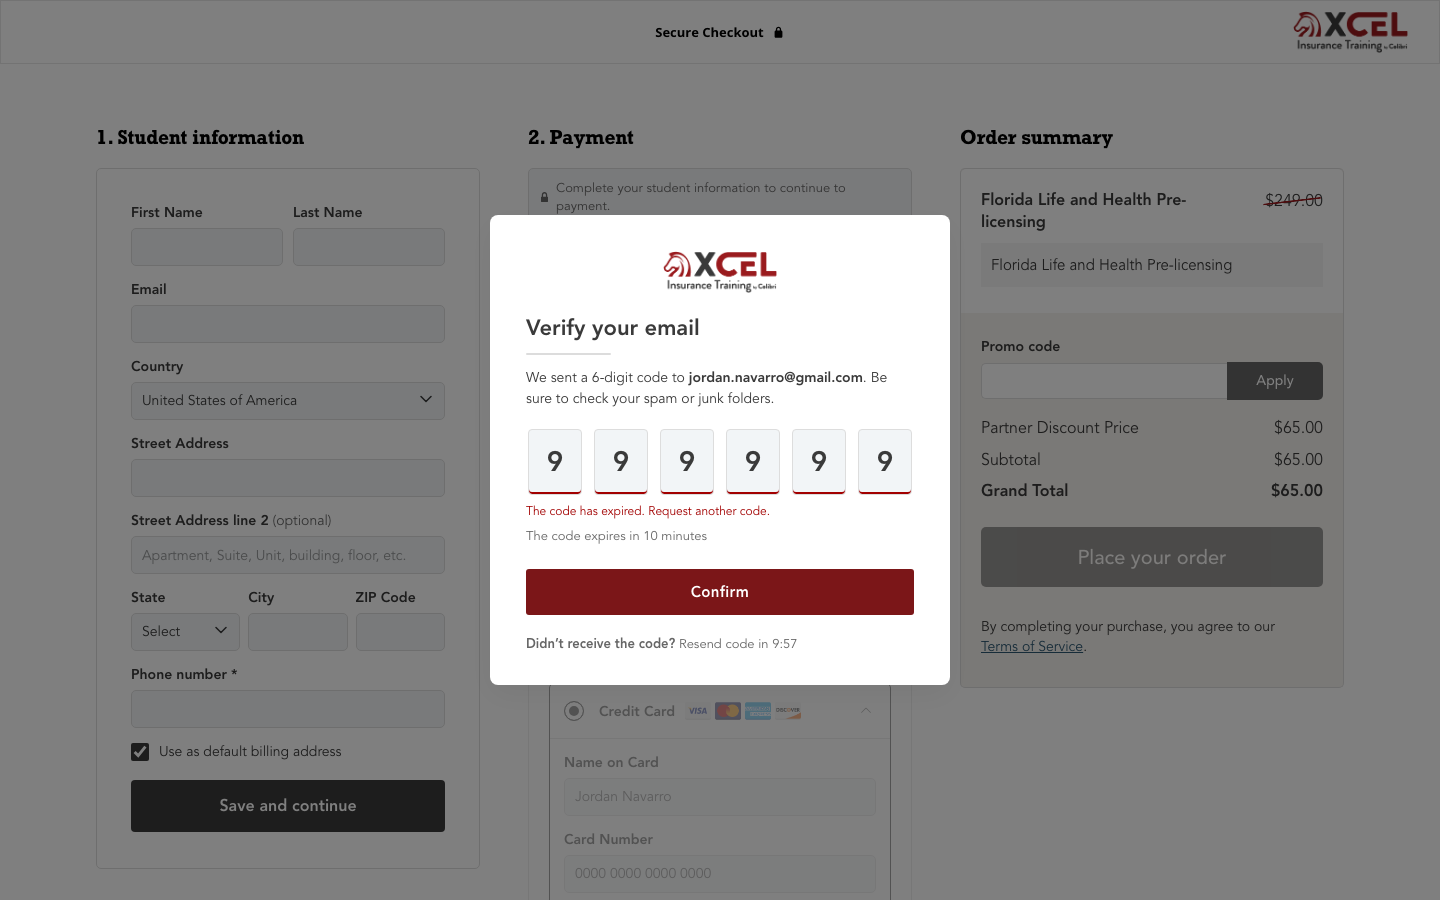 Secure Checkout
XCEL
Insurance Training by Calibri
1. Student information
First Name
Last Name
Email
Country
United States of America
Street Address
Street Address line 2 (optional)
Apartment, Suite, Unit, building, floor, etc.
State
City
ZIP Code
Select
Phone number *
Use as default billing address
Save and continue
2. Payment
Complete your student information to continue to
payment.
XCEL
Insurance Training by Calibri
Verify your email
We sent a 6-digit code to jordan.navarro@gmail.com. Be
sure to check your spam or junk folders.
9 9 9 9 9 9
The code has expired. Request another code.
The code expires in 10 minutes
Confirm
Didn't receive the code? Resend code in 9:57
Credit Card VISA DISCOVER
Name on Card
Jordan Navarro
Card Number
0000 0000 0000 0000
Order summary
Florida Life and Health Pre-
licensing
$249.00
Florida Life and Health Pre-licensing
Promo code
Apply
Partner Discount Price $65.00
Subtotal $65.00
Grand Total $65.00
Place your order
By completing your purchase, you agree to our
Terms of Service.